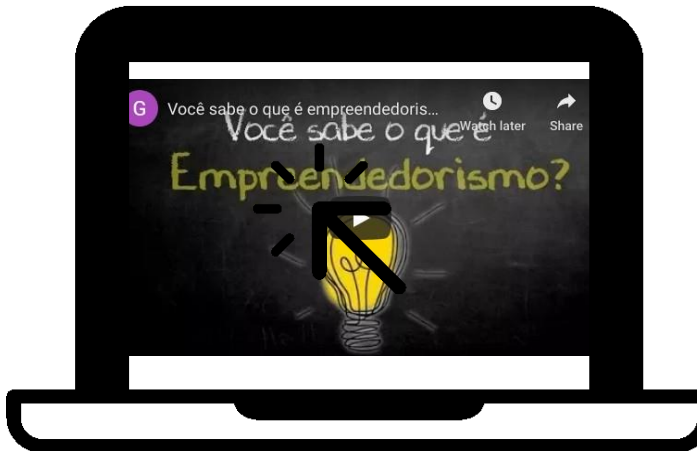 G
Você sabe o que é empreendedoris...
Watch later
Share
Você sabe o que é
Empreendedorismo?